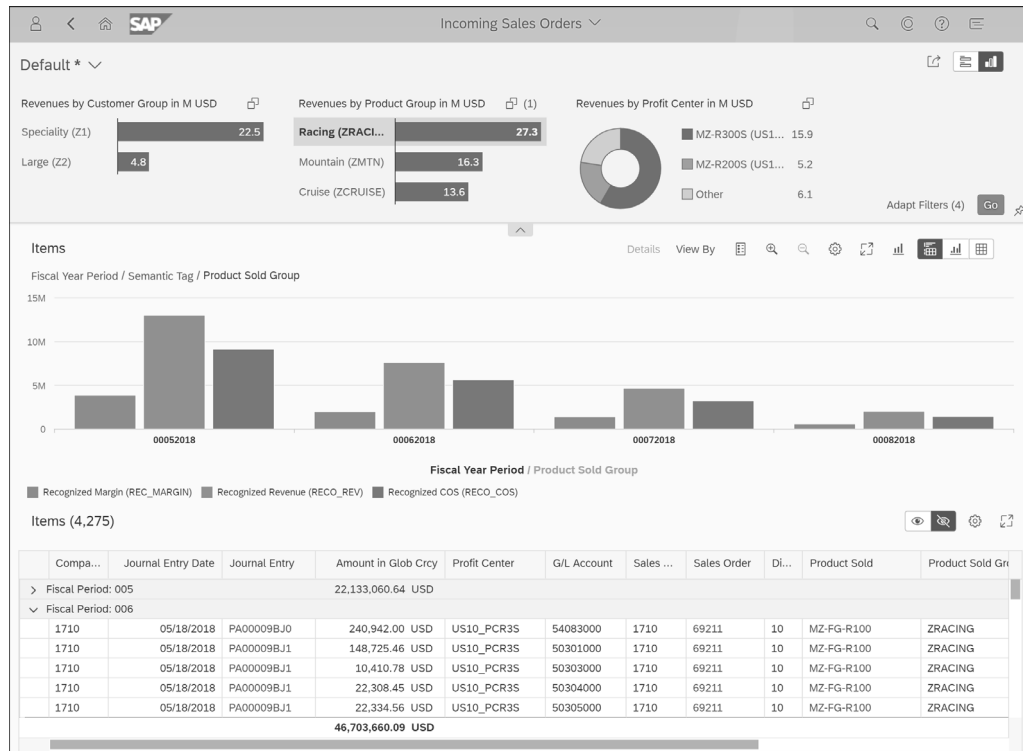 SAP Incoming Sales Orders
Default *
Revenues by Customer Group in M USD
Speciality (Z1) 22.5
Large (Z2) 4.8
Revenues by Product Group in M USD (1)
Racing (ZRACI... 27.3
Mountain (ZMTN) 16.3
Cruise (ZCRUISE) 13.6
Revenues by Profit Center in M USD
MZ-R300S (US1... 15.9
MZ-R200S (US1... 5.2
Other 6.1
Adapt Filters (4) Go
Items Details View By
Fiscal Year Period / Semantic Tag / Product Sold Group
15M
10M
5M
0
00052018 00062018 00072018 00082018
Fiscal Year Period / Product Sold Group
Recognized Margin (REC_MARGIN) Recognized Revenue (RECO_REV) Recognized COS (RECO_COS)
Items (4,275)
Compa... Journal Entry Date Journal Entry Amount in Glob Crcy Profit Center G/L Account Sales ... Sales Order Di... Product Sold Product Sold Gro
Fiscal Period: 005 22,133,060.64 USD
Fiscal Period: 006
1710 05/18/2018 PA00009BJ0 240,942.00 USD US10_PCR3S 54083000 1710 69211 10 MZ-FG-R100 ZRACING
1710 05/18/2018 PA00009BJ1 148,725.46 USD US10_PCR3S 50301000 1710 69211 10 MZ-FG-R100 ZRACING
1710 05/18/2018 PA00009BJ1 10,410.78 USD US10_PCR3S 50303000 1710 69211 10 MZ-FG-R100 ZRACING
1710 05/18/2018 PA00009BJ1 22,308.45 USD US10_PCR3S 50304000 1710 69211 10 MZ-FG-R100 ZRACING
1710 05/18/2018 PA00009BJ1 22,334.56 USD US10_PCR3S 50305000 1710 69211 10 MZ-FG-R100 ZRACING
46,703,660.09 USD